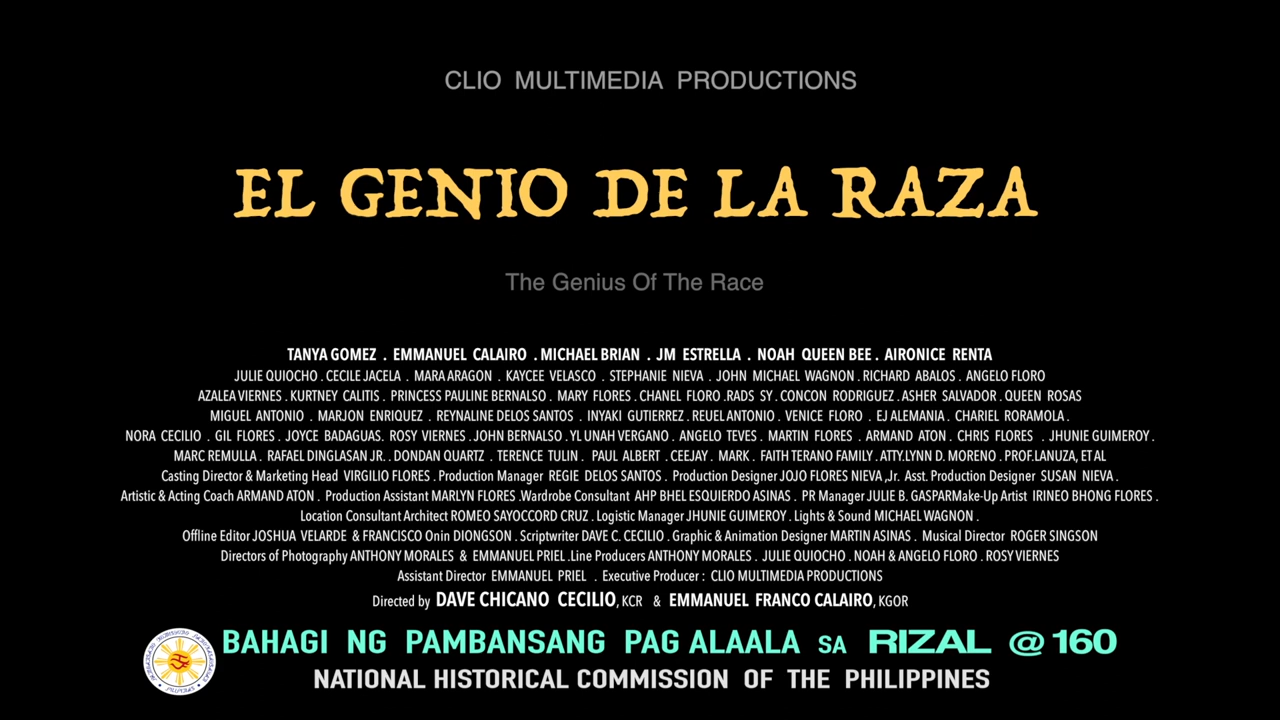 CLIO MULTIMEDIA PRODUCTIONS
EL GENIO DE LA RAZA
The Genius Of The Race
TANYA GOMEZ . EMMANUEL CALAIRO . MICHAEL BRIAN . JM ESTRELLA . NOAH QUEEN BEE . AIRONICE RENTA
JULIE QUIOCHO . CECILE JACELA . MARA ARAGON . KAYCEE VELASCO . STEPHANIE NIEVA . JOHN MICHAEL WAGNON . RICHARD ABALOS . ANGELO FLORO
AZALEA VIERNES . KURTNEY CALITIS . PRINCESS PAULINE BERNALSO . MARY FLORES . CHANEL FLORO .RADS SY . CONCON RODRIGUEZ . ASHER SALVADOR . QUEEN ROSAS
MIGUEL ANTONIO . MARJON ENRIQUEZ . REYNALINE DELOS SANTOS . INYAKI GUTIERREZ . REUEL ANTONIO . VENICE FLORO . EJ ALEMANIA . CHARIEL RORAMOLA .
NORA CECILIO . GIL FLORES . JOYCE BADAGUAS. ROSY VIERNES . JOHN BERNALSO . YL UNAH VERGANO . ANGELO TEVES . MARTIN FLORES . ARMAND ATON . CHRIS FLORES . JHUNIE GUIMEROY .
MARC REMULLA . RAFAEL DINGLASAN JR. . DONDAN QUARTZ . TERENCE TULIN . PAUL ALBERT . CEEJAY . MARK . FAITH TERANO FAMILY . ATTY.LYNN D. MORENO . PROF.LANUZA, ET AL
Casting Director & Marketing Head VIRGILIO FLORES . Production Manager REGIE DELOS SANTOS . Production Designer JOJO FLORES NIEVA ,Jr. Asst. Production Designer SUSAN NIEVA .
Artistic & Acting Coach ARMAND ATON . Production Assistant MARLYN FLORES .Wardrobe Consultant AHP BHEL ESQUIERDO ASINAS . PR Manager JULIE B. GASPARMake-Up Artist IRINEO BHONG FLORES .
Location Consultant Architect ROMEO SAYOCCORD CRUZ . Logistic Manager JHUNIE GUIMEROY . Lights & Sound MICHAEL WAGNON .
Offline Editor JOSHUA VELARDE & FRANCISCO Onin DIONGSON . Scriptwriter DAVE C. CECILIO . Graphic & Animation Designer MARTIN ASINAS . Musical Director ROGER SINGSON
Directors of Photography ANTHONY MORALES & EMMANUEL PRIEL .Line Producers ANTHONY MORALES . JULIE QUIOCHO . NOAH & ANGELO FLORO . ROSY VIERNES
Assistant Director EMMANUEL PRIEL . Executive Producer : CLIO MULTIMEDIA PRODUCTIONS
Directed by DAVE CHICANO CECILIO, KCR & EMMANUEL FRANCO CALAIRO, KGOR
BAHAGI NG PAMBANSANG PAG ALAALA SA RIZAL @ 160
NATIONAL HISTORICAL COMMISSION OF THE PHILIPPINES